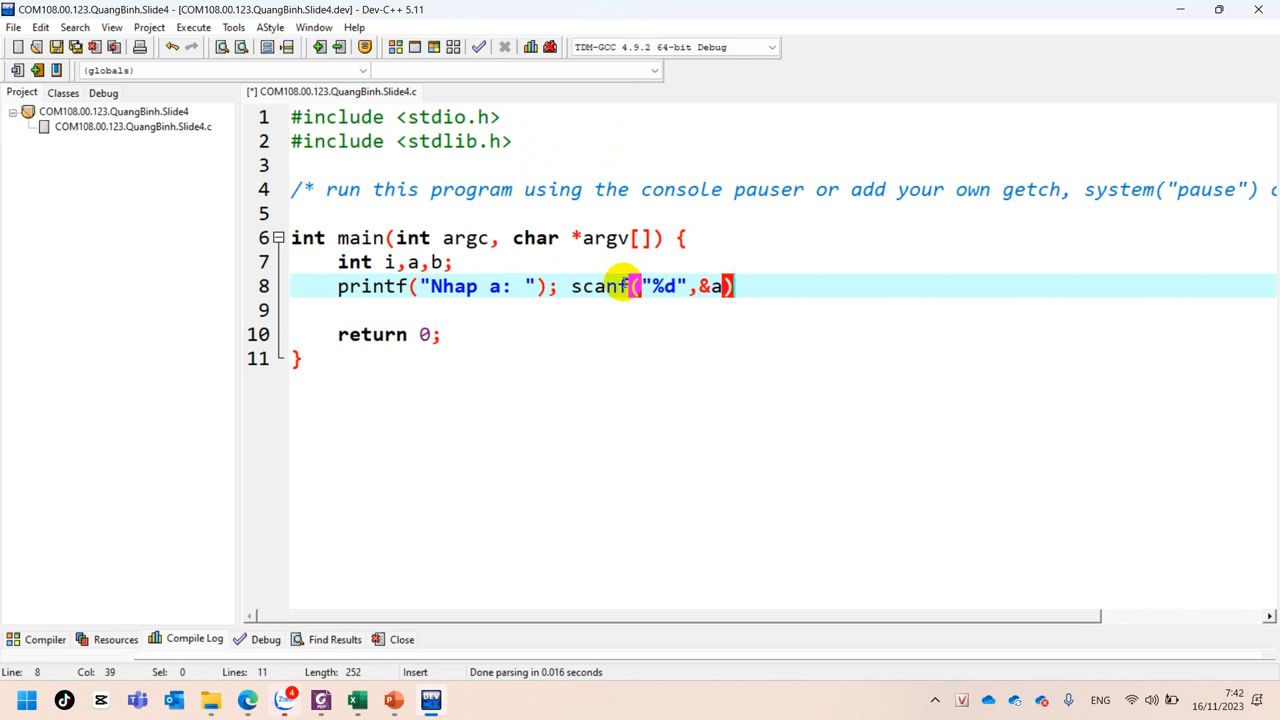 COM108.00.123.QuangBinh.Slide4 - [COM108.00.123.QuangBinh.Slide4.dev] - Dev-C++ 5.11
File Edit Search View Project Execute Tools AStyle Window Help
TDM-GCC 4.9.2 64-bit Debug
(globals)
Project Classes Debug
[*] COM108.00.123.QuangBinh.Slide4.c
COM108.00.123.QuangBinh.Slide4
COM108.00.123.QuangBinh.Slide4.c
1 #include <stdio.h>
2 #include <stdlib.h>
3
4 /* run this program using the console pauser or add your own getch, system("pause") o
5
6 int main(int argc, char *argv[]) {
7 int i,a,b;
8 printf("Nhap a: "); scanf("%d",&a)
9
10 return 0;
11 }
Compiler Resources Compile Log Debug Find Results Close
Line: 8 Col: 39 Sel: 0 Lines: 11 Length: 252 Insert Done parsing in 0.016 seconds
Zalo 4 DEV ENG 7:42
16/11/2023